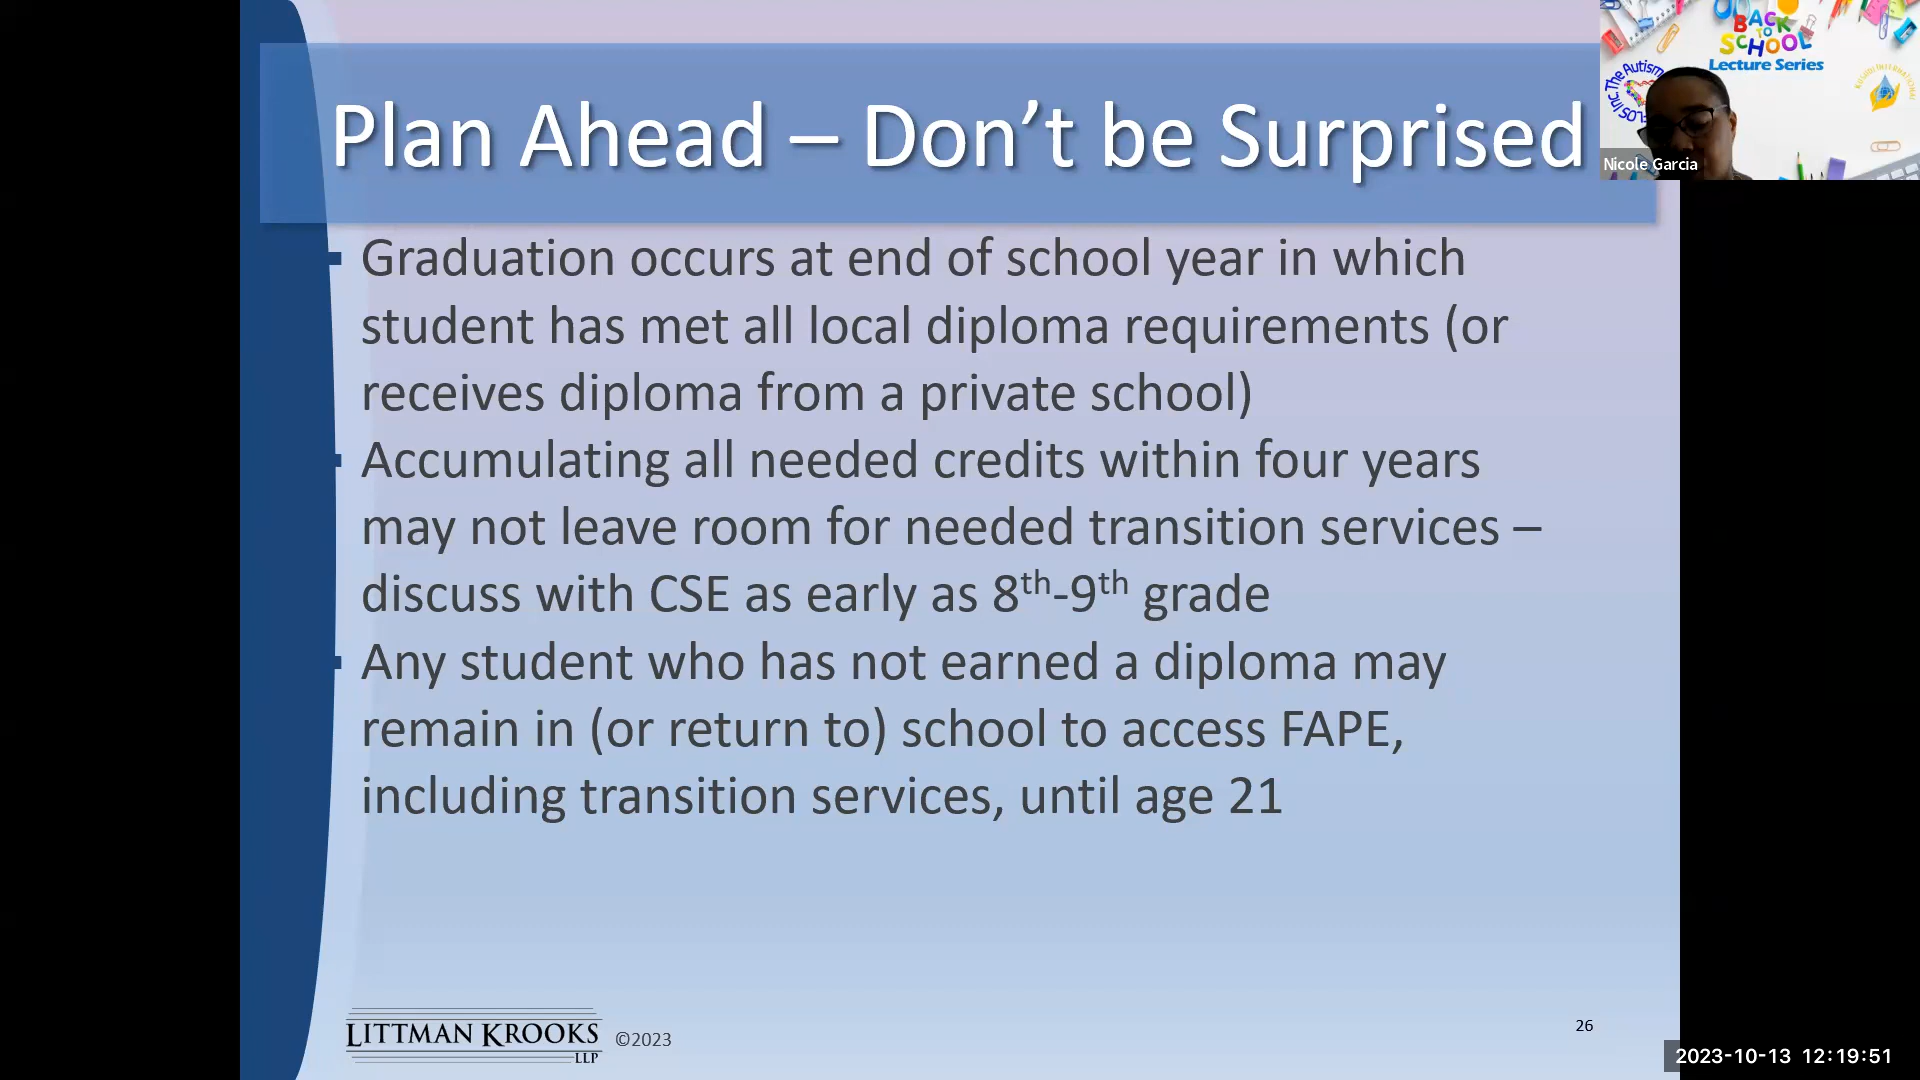 Plan Ahead – Don’t be Surprised
Graduation occurs at end of school year in which
student has met all local diploma requirements (or
receives diploma from a private school)
Accumulating all needed credits within four years
may not leave room for needed transition services –
discuss with CSE as early as 8th-9th grade
Any student who has not earned a diploma may
remain in (or return to) school to access FAPE,
including transition services, until age 21
LITTMAN KROOKS
LLP
©2023
26
BACK
TO
SCHOOL
Lecture Series
Inc. The Autism
Nicole Garcia
2023-10-13 12:19:51